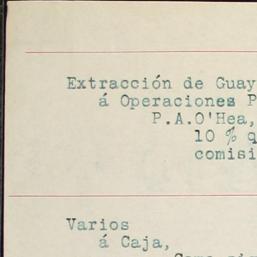 Extracción de Guay
á Operaciones P
P.A.O'Hea,
10 % q
comisi
Varios
á Caja,